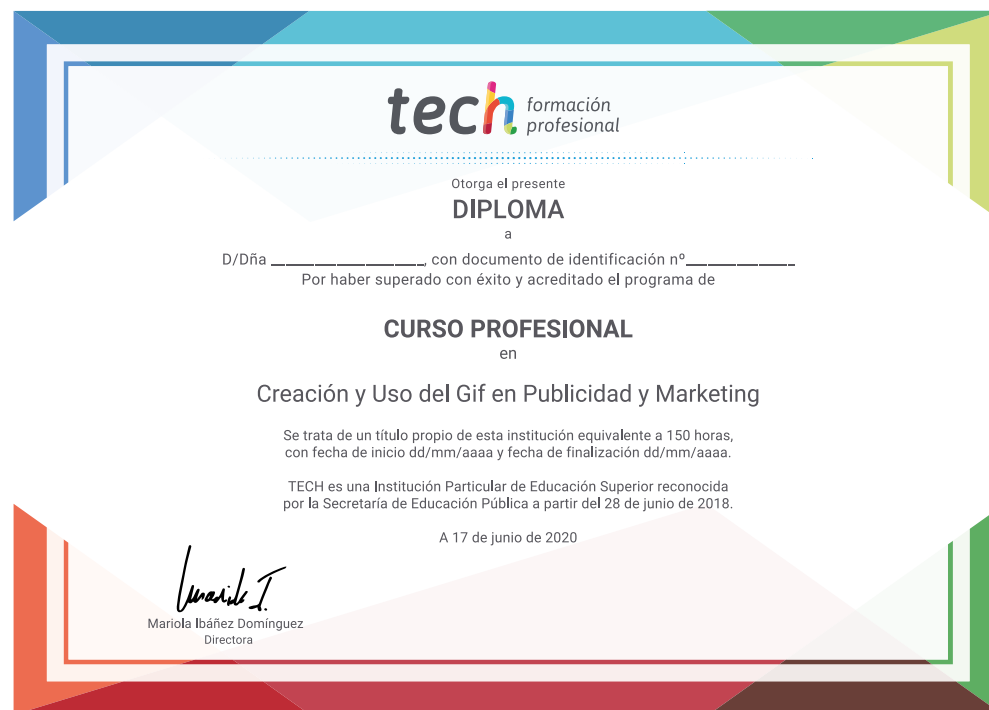 tech formación
profesional
Otorga el presente
DIPLOMA
a
D/Dña ____________________, con documento de identificación nº______________
Por haber superado con éxito y acreditado el programa de
CURSO PROFESIONAL
en
Creación y Uso del Gif en Publicidad y Marketing
Se trata de un título propio de esta institución equivalente a 150 horas,
con fecha de inicio dd/mm/aaaa y fecha de finalización dd/mm/aaaa.
TECH es una Institución Particular de Educación Superior reconocida
por la Secretaría de Educación Pública a partir del 28 de junio de 2018.
A 17 de junio de 2020
Mariola I.
Mariola Ibáñez Domínguez
Directora